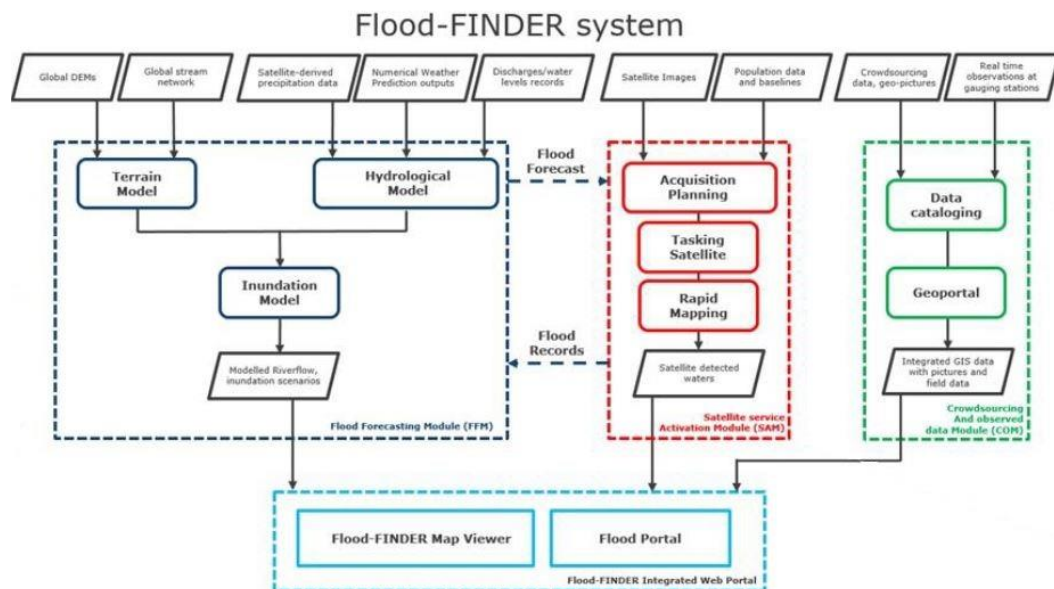 Flood-FINDER system
Global DEMs
Global stream
network
Satellite-derived
precipitation data
Numerical Weather
Prediction outputs
Discharges/water
levels records
Satellite Images
Population data
and baselines
Crowdsourcing
data, geo-pictures
Real time
observations at
gauging stations
Terrain
Model
Hydrological
Model
Flood
Forecast
Acquisition
Planning
Data
cataloging
Tasking
Satellite
Inundation
Model
Rapid
Mapping
Geoportal
Flood
Records
Modelled Riverflow,
inundation scenarios
Satellite detected
waters
Integrated GIS data
with pictures and
field data
Flood Forecasting Module (FFM)
Satellite service
Activation Module (SAM)
Crowdsourcing
And observed
data Module (COM)
Flood-FINDER Map Viewer
Flood Portal
Flood-FINDER Integrated Web Portal